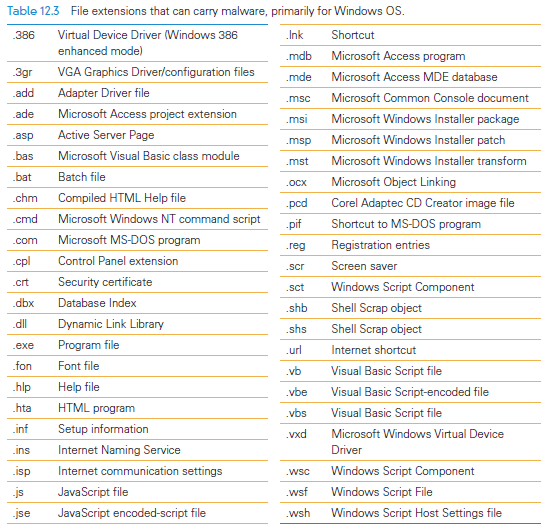 Table 12.3 File extensions that can carry malware, primarily for Windows OS.
.386 Virtual Device Driver (Windows 386
enhanced mode)
.3gr VGA Graphics Driver/configuration files
.add Adapter Driver file
.ade Microsoft Access project extension
.asp Active Server Page
.bas Microsoft Visual Basic class module
.bat Batch file
.chm Compiled HTML Help file
.cmd Microsoft Windows NT command script
.com Microsoft MS-DOS program
.cpl Control Panel extension
.crt Security certificate
.dbx Database Index
.dll Dynamic Link Library
.exe Program file
.fon Font file
.hlp Help file
.hta HTML program
.inf Setup information
.ins Internet Naming Service
.isp Internet communication settings
.js JavaScript file
.jse JavaScript encoded-script file
.lnk Shortcut
.mdb Microsoft Access program
.mde Microsoft Access MDE database
.msc Microsoft Common Console document
.msi Microsoft Windows Installer package
.msp Microsoft Windows Installer patch
.mst Microsoft Windows Installer transform
.ocx Microsoft Object Linking
.pcd Corel Adaptec CD Creator image file
.pif Shortcut to MS-DOS program
.reg Registration entries
.scr Screen saver
.sct Windows Script Component
.shb Shell Scrap object
.shs Shell Scrap object
.url Internet shortcut
.vb Visual Basic Script file
.vbe Visual Basic Script-encoded file
.vbs Visual Basic Script file
.vxd Microsoft Windows Virtual Device
Driver
.wsc Windows Script Component
.wsf Windows Script File
.wsh Windows Script Host Settings file